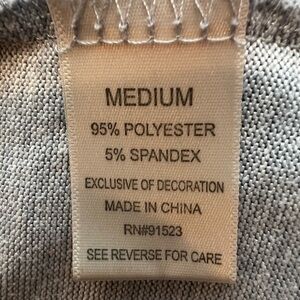 MEDIUM
95% POLYESTER
5% SPANDEX
EXCLUSIVE OF DECORATION
MADE IN CHINA
RN#91523
SEE REVERSE FOR CARE